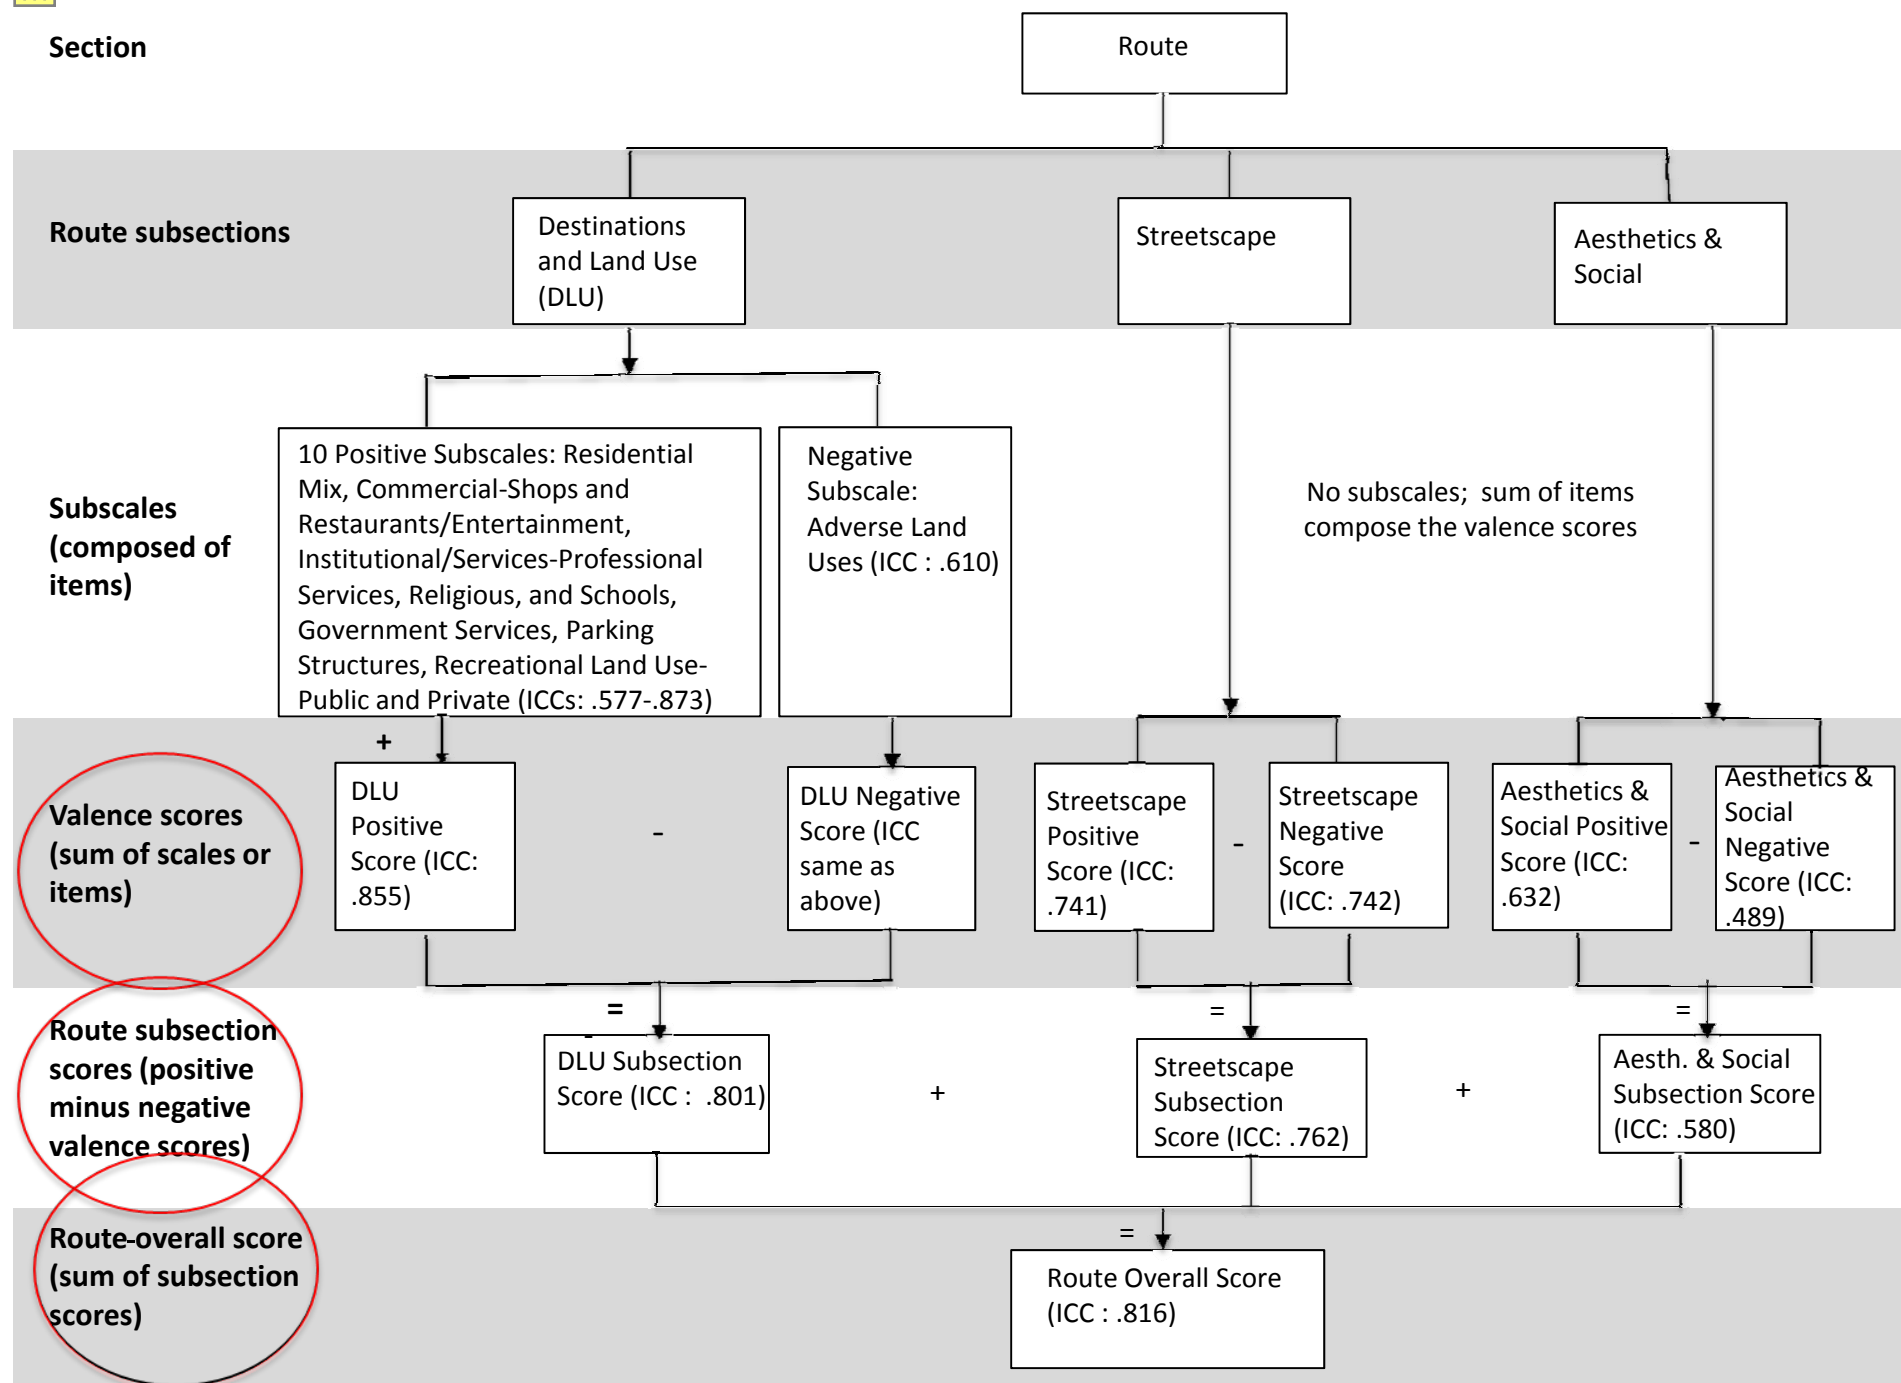 Section
Route
Route subsections
Destinations
and Land Use
(DLU)
Streetscape
Aesthetics &
Social
Subscales
(composed of
items)
10 Positive Subscales: Residential
Mix, Commercial-Shops and
Restaurants/Entertainment,
Institutional/Services-Professional
Services, Religious, and Schools,
Government Services, Parking
Structures, Recreational Land Use-
Public and Private (ICCs: .577-.873)
Negative
Subscale:
Adverse Land
Uses (ICC : .610)
No subscales;  sum of items
compose the valence scores
Valence scores
(sum of scales or
items)
+
DLU
Positive
Score (ICC:
.855)
-
DLU Negative
Score (ICC
same as
above)
Streetscape
Positive
Score (ICC:
.741)
-
Streetscape
Negative
Score
(ICC: .742)
Aesthetics &
Social Positive
Score (ICC:
.632)
-
Aesthetics &
Social
Negative
Score (ICC:
.489)
Route subsection
scores (positive
minus negative
valence scores)
=
-
DLU Subsection
Score (ICC :  .801)
+
=
Streetscape
Subsection
Score (ICC: .762)
+
=
Aesth. & Social
Subsection Score
(ICC: .580)
Route-overall score
(sum of subsection
scores)
=
Route Overall Score
(ICC : .816)